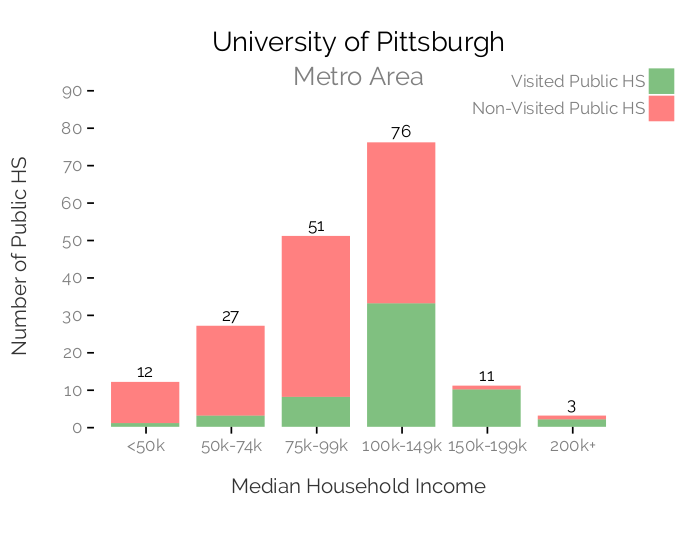 University of Pittsburgh
Metro Area
Visited Public HS
Non-Visited Public HS
Number of Public HS
90
80
70
60
50
40
30
20
10
0
12
27
51
76
11
3
<50k
50k-74k
75k-99k
100k-149k
150k-199k
200k+
Median Household Income